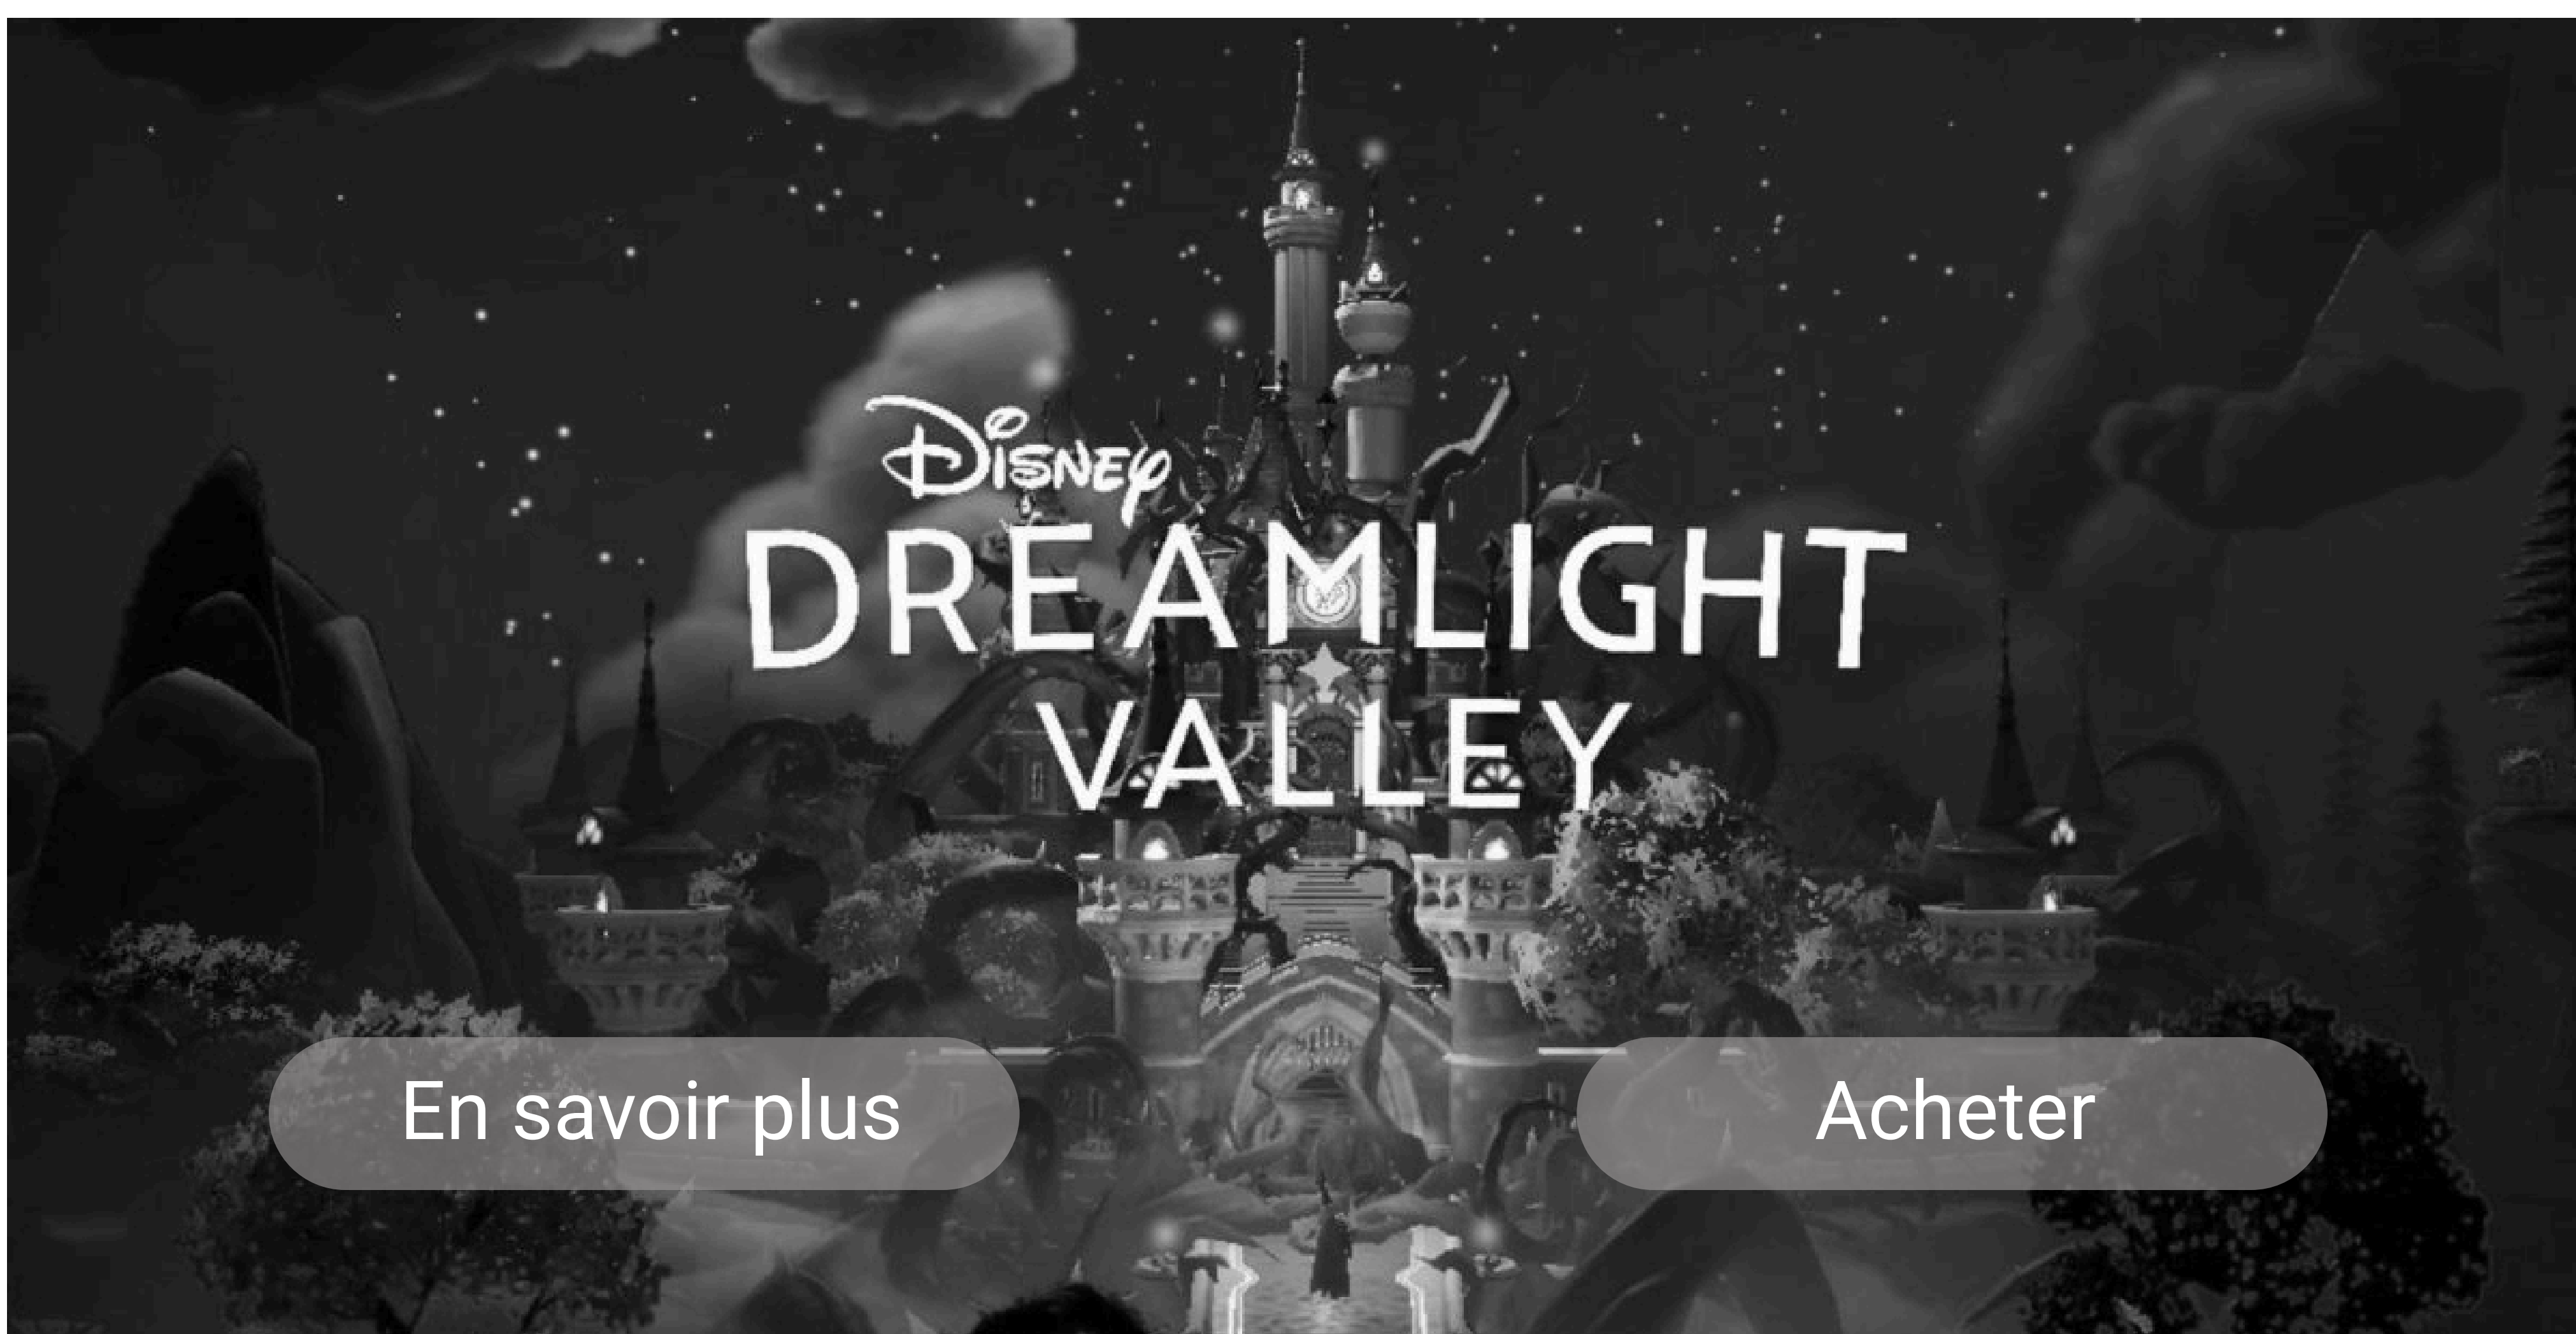 Disney
DREAMLIGHT
VALLEY
En savoir plus
Acheter